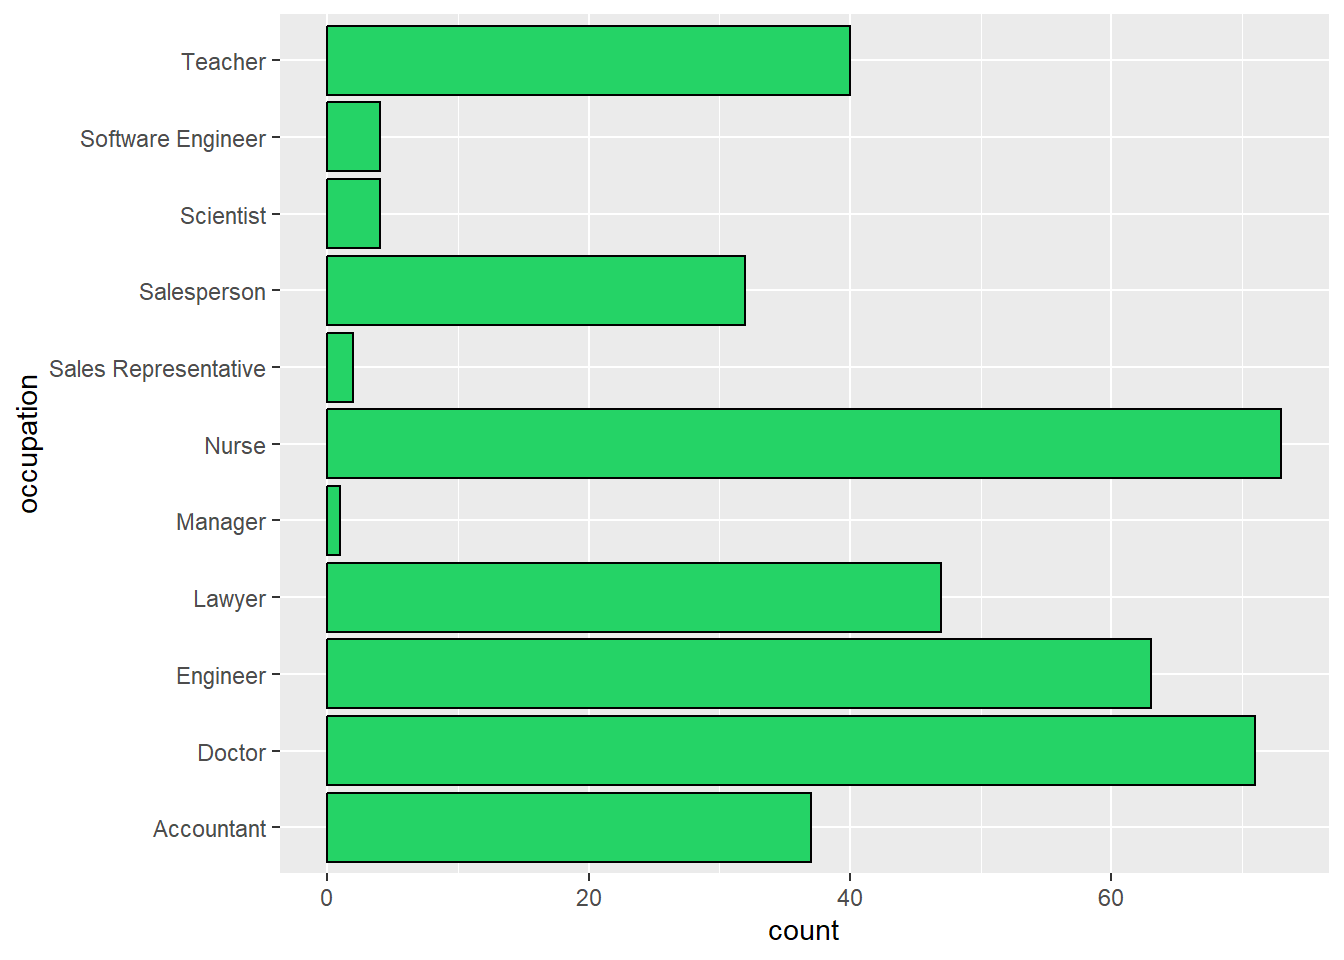 Teacher
Software Engineer
Scientist
Salesperson
Sales Representative
Nurse
Manager
Lawyer
Engineer
Doctor
Accountant
occupation
0 20 40 60
count